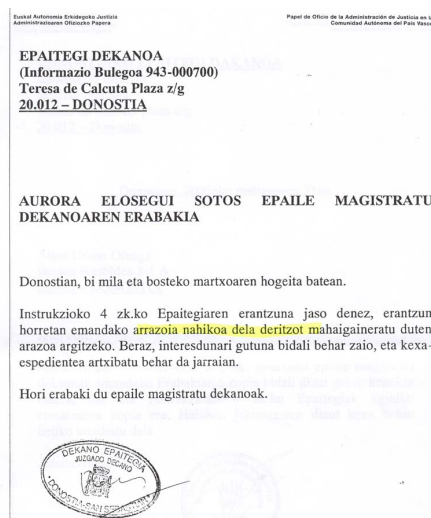 Euskal Autonomia Erkidegoko Justizia
Administrazioaren Ofiziozko Papera
Papel de Oficio de la Administración de Justicia en la
Comunidad Autónoma del País Vasco
EPAITEGI DEKANOA
(Informazio Bulegoa 943-000700)
Teresa de Calcuta Plaza z/g
20.012 – DONOSTIA
AURORA ELOSEGUI SOTOS EPAILE MAGISTRATU
DEKANOAREN ERABAKIA
Donostian, bi mila eta bosteko martxoaren hogeita batean.
Instrukzioko 4 zk.ko Epaitegiaren erantzuna jaso denez, erantzun
horretan emandako arrazoia nahikoa dela deritzot mahaigaineratu duten
arazoa argitzeko. Beraz, interesdunari gutuna bidali behar zaio, eta kexa-
espedientea artxibatu behar da jarraian.
Hori erabaki du epaile magistratu dekanoak.
DEKANO EPAITEGIA
JUZGADO DECANO
DONOSTIA-SAN SEBASTIAN